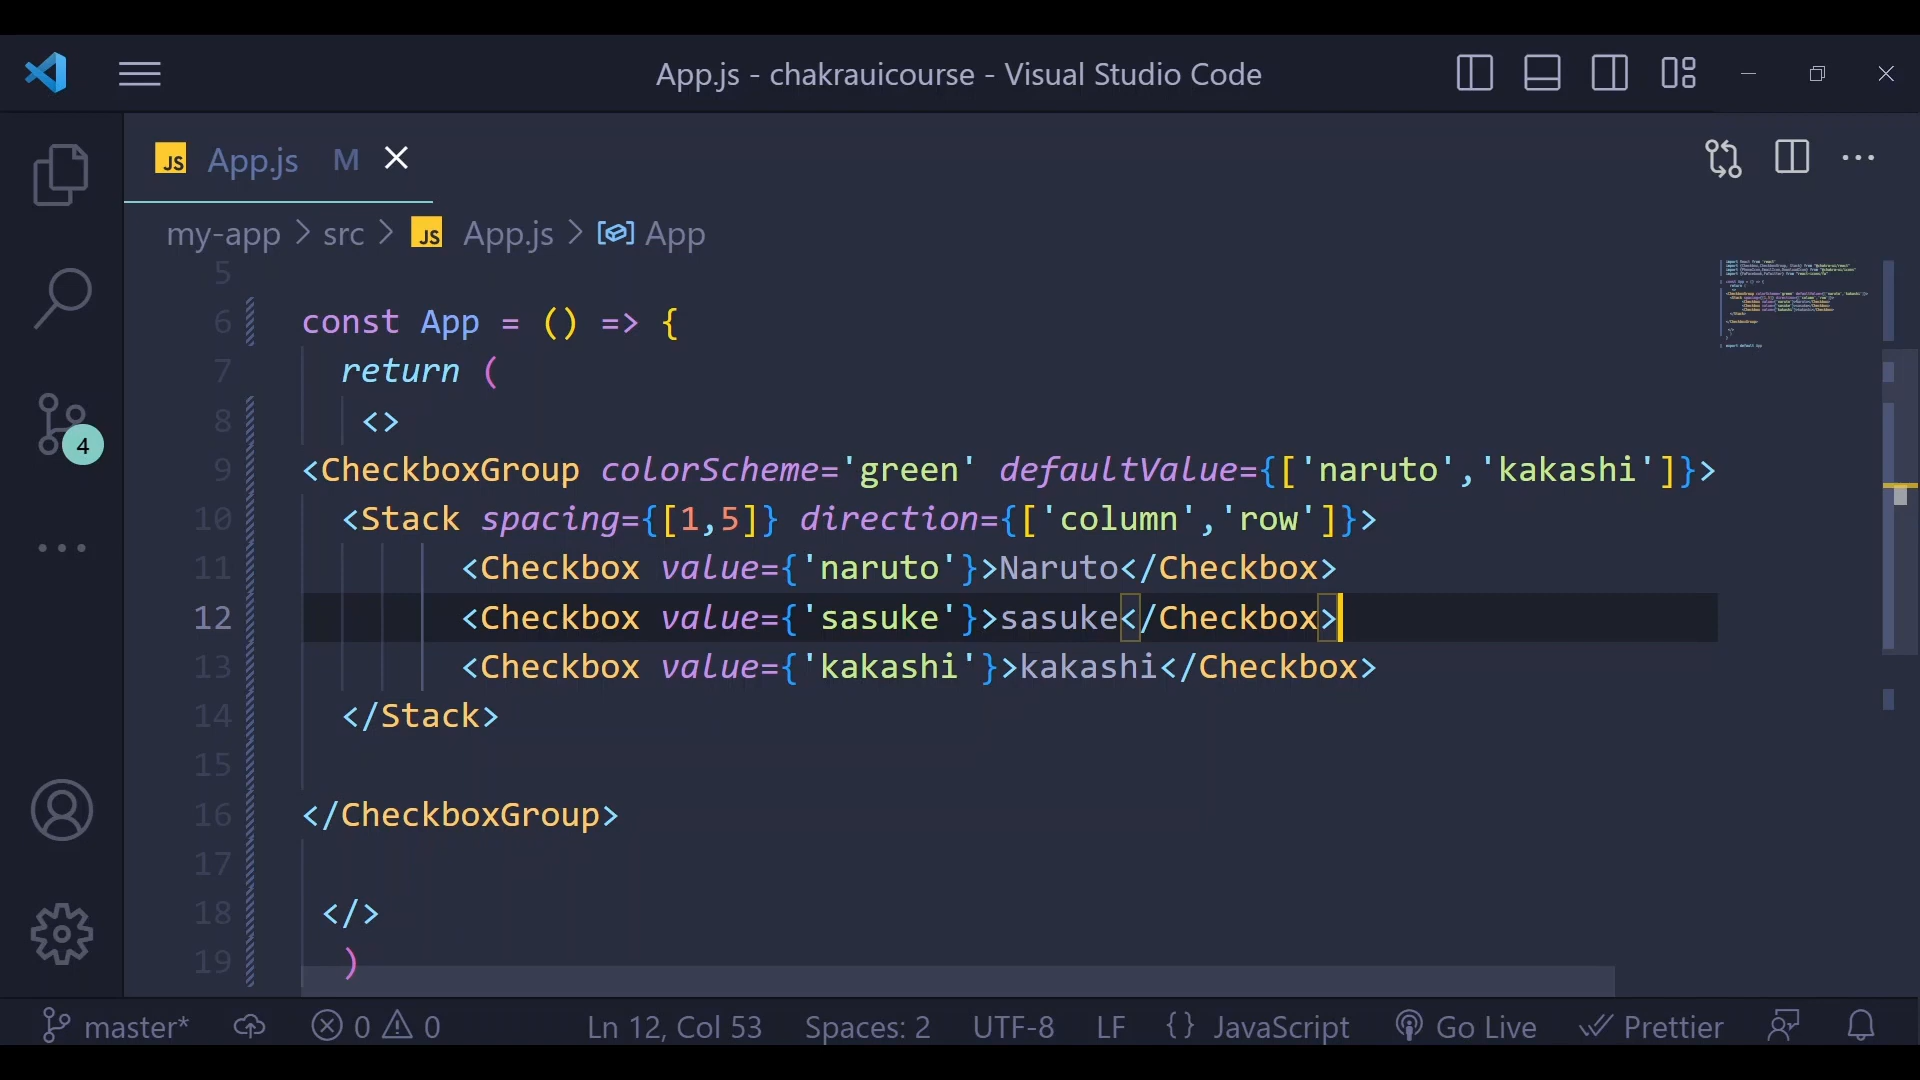 App.js - chakrauicourse - Visual Studio Code
JS App.js M
my-app > src > JS App.js > App
5
6 const App = () => {
7 return (
8 <>
9 <CheckboxGroup colorScheme='green' defaultValue={['naruto','kakashi']}>
10 <Stack spacing={[1,5]} direction={['column','row']}>
11 <Checkbox value={'naruto'}>Naruto</Checkbox>
12 <Checkbox value={'sasuke'}>sasuke</Checkbox>
13 <Checkbox value={'kakashi'}>kakashi</Checkbox>
14 </Stack>
15
16 </CheckboxGroup>
17
18 </>
19 )
4
master* 0 0 Ln 12, Col 53 Spaces: 2 UTF-8 LF {} JavaScript Go Live Prettier